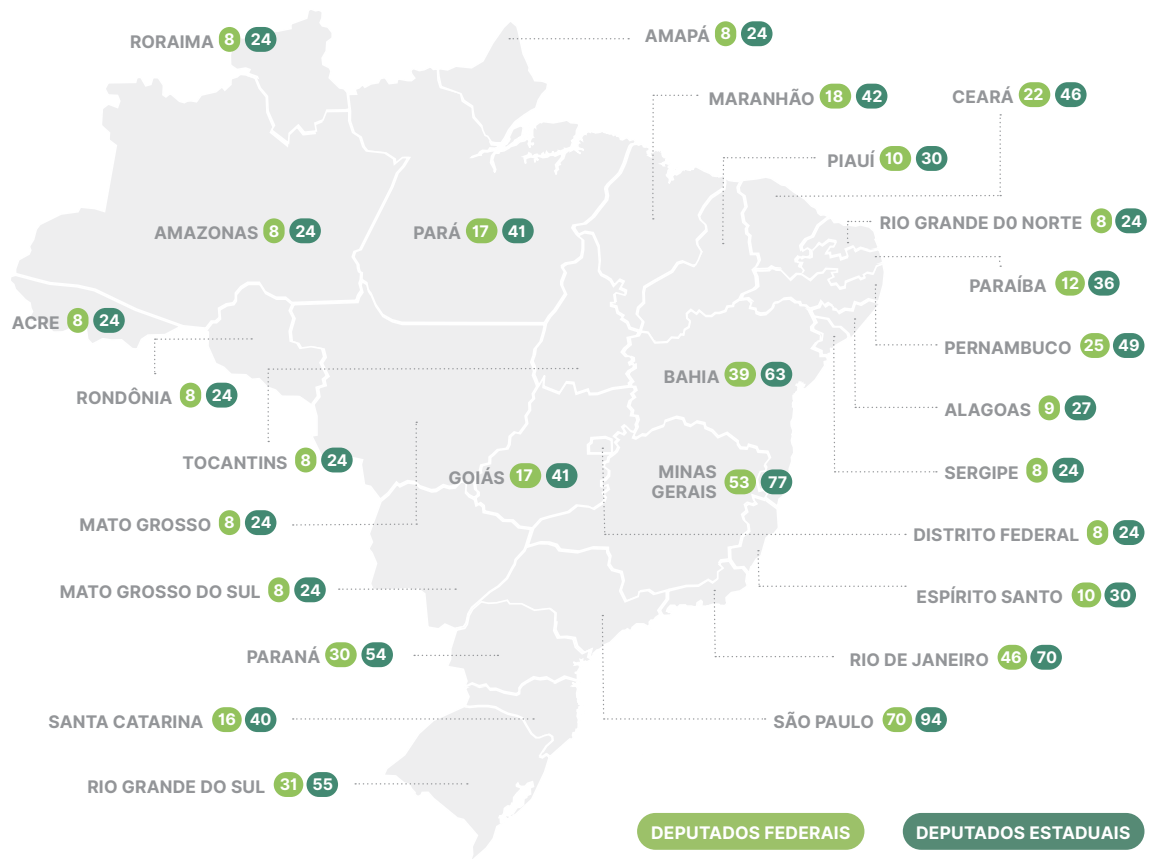 RORAIMA 8 24
AMAPÁ 8 24
MARANHÃO 18 42
CEARÁ 22 46
PIAUÍ 10 30
RIO GRANDE D0 NORTE 8 24
AMAZONAS 8 24
PARÁ 17 41
PARAÍBA 12 36
ACRE 8 24
PERNAMBUCO 25 49
BAHIA 39 63
RONDÔNIA 8 24
ALAGOAS 9 27
TOCANTINS 8 24
GOIÁS 17 41
MINAS
GERAIS 53 77
SERGIPE 8 24
MATO GROSSO 8 24
DISTRITO FEDERAL 8 24
MATO GROSSO DO SUL 8 24
ESPÍRITO SANTO 10 30
PARANÁ 30 54
RIO DE JANEIRO 46 70
SANTA CATARINA 16 40
SÃO PAULO 70 94
RIO GRANDE DO SUL 31 55
DEPUTADOS FEDERAIS
DEPUTADOS ESTADUAIS